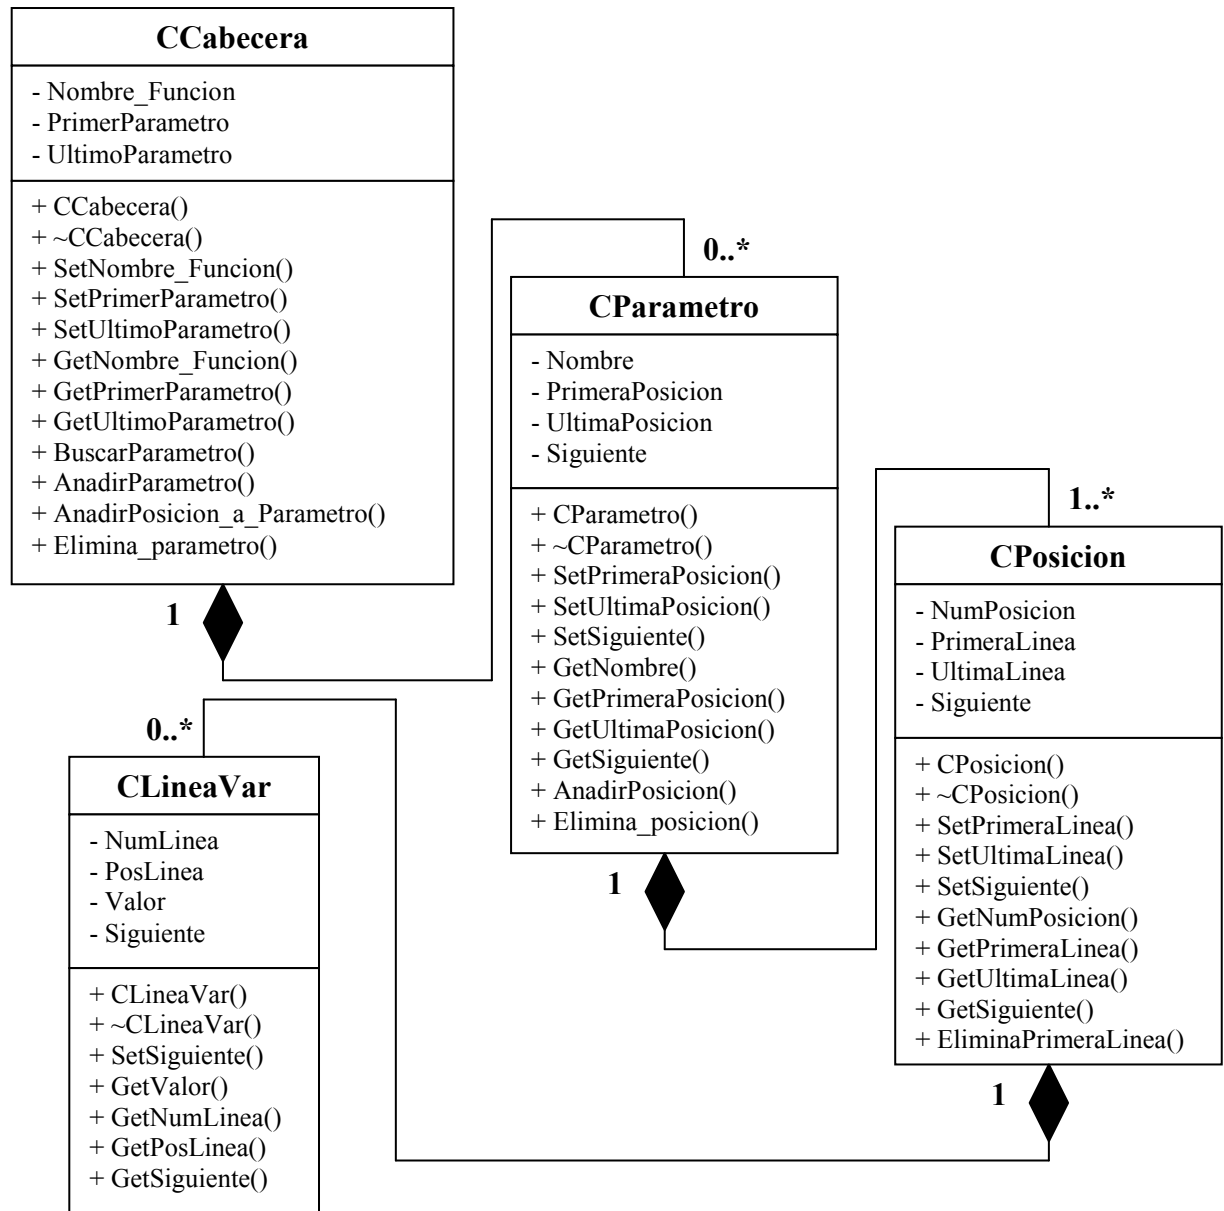 CCabecera
- Nombre_Funcion
- PrimerParametro
- UltimoParametro
+ CCabecera()
+ ~CCabecera()
+ SetNombre_Funcion()
+ SetPrimerParametro()
+ SetUltimoParametro()
+ GetNombre_Funcion()
+ GetPrimerParametro()
+ GetUltimoParametro()
+ BuscarParametro()
+ AnadirParametro()
+ AnadirPosicion_a_Parametro()
+ Elimina_parametro()
1
0..*
CParametro
- Nombre
- PrimeraPosicion
- UltimaPosicion
- Siguiente
+ CParametro()
+ ~CParametro()
+ SetPrimeraPosicion()
+ SetUltimaPosicion()
+ SetSiguiente()
+ GetNombre()
+ GetPrimeraPosicion()
+ GetUltimaPosicion()
+ GetSiguiente()
+ AnadirPosicion()
+ Elimina_posicion()
1
1..*
CPosicion
- NumPosicion
- PrimeraLinea
- UltimaLinea
- Siguiente
+ CPosicion()
+ ~CPosicion()
+ SetPrimeraLinea()
+ SetUltimaLinea()
+ SetSiguiente()
+ GetNumPosicion()
+ GetPrimeraLinea()
+ GetUltimaLinea()
+ GetSiguiente()
+ EliminaPrimeraLinea()
1
0..*
CLineaVar
- NumLinea
- PosLinea
- Valor
- Siguiente
+ CLineaVar()
+ ~CLineaVar()
+ SetSiguiente()
+ GetValor()
+ GetNumLinea()
+ GetPosLinea()
+ GetSiguiente()